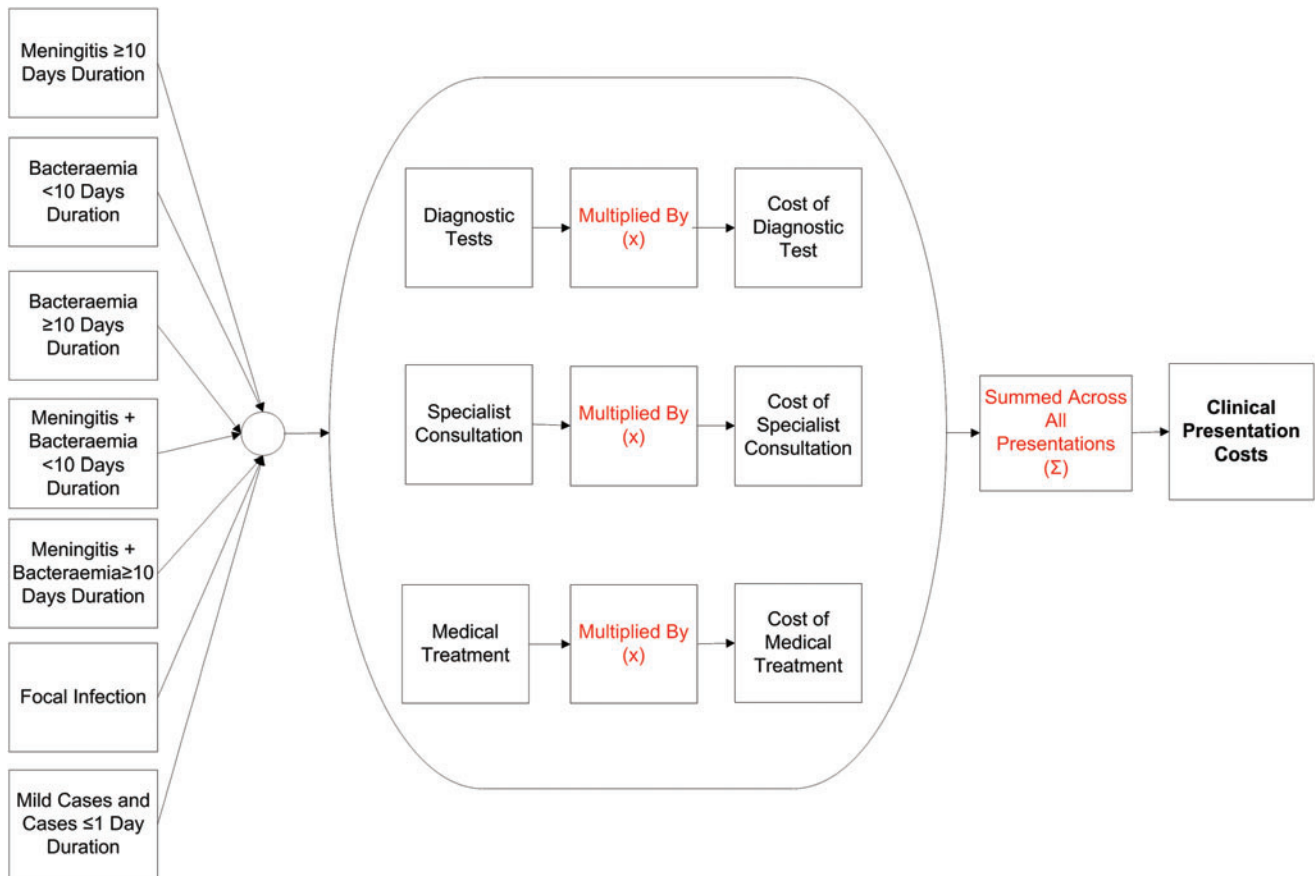 Meningitis ≥10
Days Duration
Bacteraemia
<10 Days
Duration
Bacteraemia
≥10 Days
Duration
Meningitis +
Bacteraemia
<10 Days
Duration
Meningitis +
Bacteraemia≥10
Days Duration
Focal Infection
Mild Cases and
Cases ≤1 Day
Duration
Diagnostic
Tests
Multiplied By
(x)
Cost of
Diagnostic
Test
Specialist
Consultation
Multiplied By
(x)
Cost of
Specialist
Consultation
Medical
Treatment
Multiplied By
(x)
Cost of
Medical
Treatment
Summed Across
All
Presentations
(Σ)
Clinical
Presentation
Costs